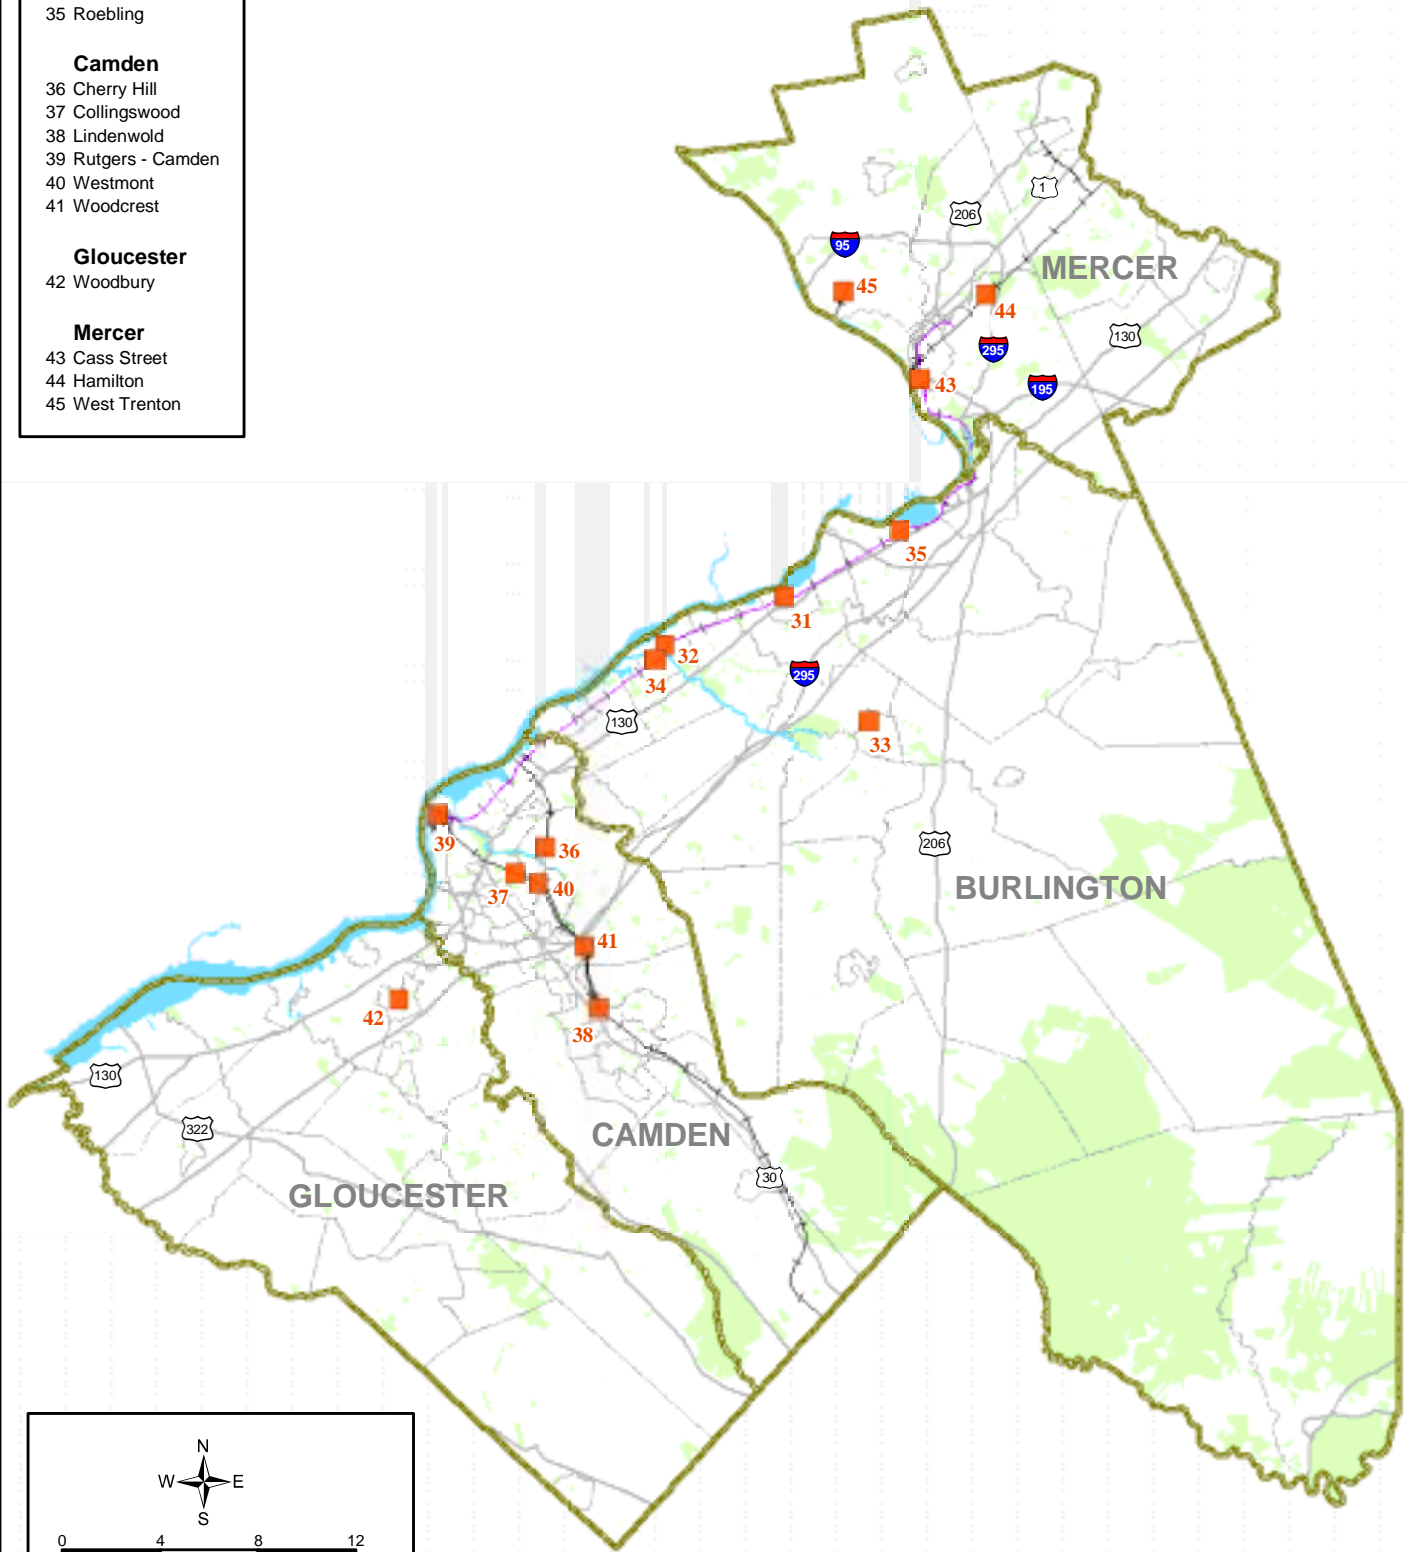 35 Roebling
Camden
36 Cherry Hill
37 Collingswood
38 Lindenwold
39 Rutgers - Camden
40 Westmont
41 Woodcrest
Gloucester
42 Woodbury
Mercer
43 Cass Street
44 Hamilton
45 West Trenton
1
206
95
MERCER
45
44
130
295
195
43
35
31
32
295
34
130
33
39
36
206
37
40
BURLINGTON
41
42
38
130
322
CAMDEN
30
GLOUCESTER
N
W E
S
0 4 8 12